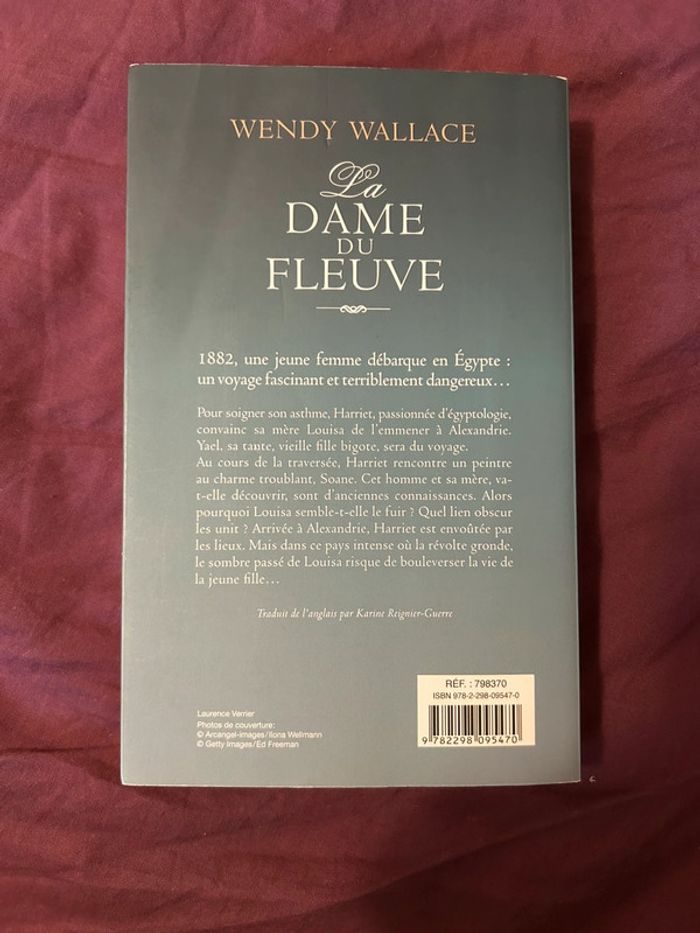 WENDY WALLACE
La
DAME
DU
FLEUVE
1882, une jeune femme débarque en Égypte :
un voyage fascinant et terriblement dangereux…
Pour soigner son asthme, Harriet, passionnée d'égyptologie,
convainc sa mère Louisa de l'emmener à Alexandrie.
Yael, sa tante, vieille fille bigote, sera du voyage.
Au cours de la traversée, Harriet rencontre un peintre
au charme troublant, Soane. Cet homme et sa mère, va-
t-elle découvrir, sont d'anciennes connaissances. Alors
pourquoi Louisa semble-t-elle le fuir ? Quel lien obscur
les unit ? Arrivée à Alexandrie, Harriet est envoûtée par
les lieux. Mais dans ce pays intense où la révolte gronde,
le sombre passé de Louisa risque de bouleverser la vie de
la jeune fille…
Traduit de l'anglais par Karine Reignier-Guerre
RÉF. : 798370
ISBN 978-2-298-09547-0
9 782298 095470
Laurence Verrier
Photos de couverture :
© Arcangel-images / Ilona Wellmann
© Getty Images / Ed Freeman